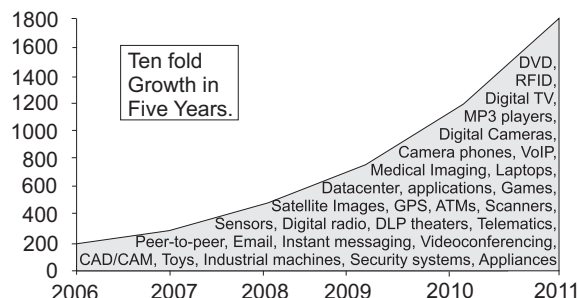 1800
1600
1400
1200
1000
800
600
400
200
0
Ten fold
Growth in
Five Years.
DVD,
RFID,
Digital TV,
MP3 players,
Digital Cameras,
Camera phones, VoIP,
Medical Imaging, Laptops,
Datacenter, applications, Games,
Satellite Images, GPS, ATMs, Scanners,
Sensors, Digital radio, DLP theaters, Telematics,
Peer-to-peer, Email, Instant messaging, Videoconferencing,
CAD/CAM, Toys, Industrial machines, Security systems, Appliances
2006 2007 2008 2009 2010 2011